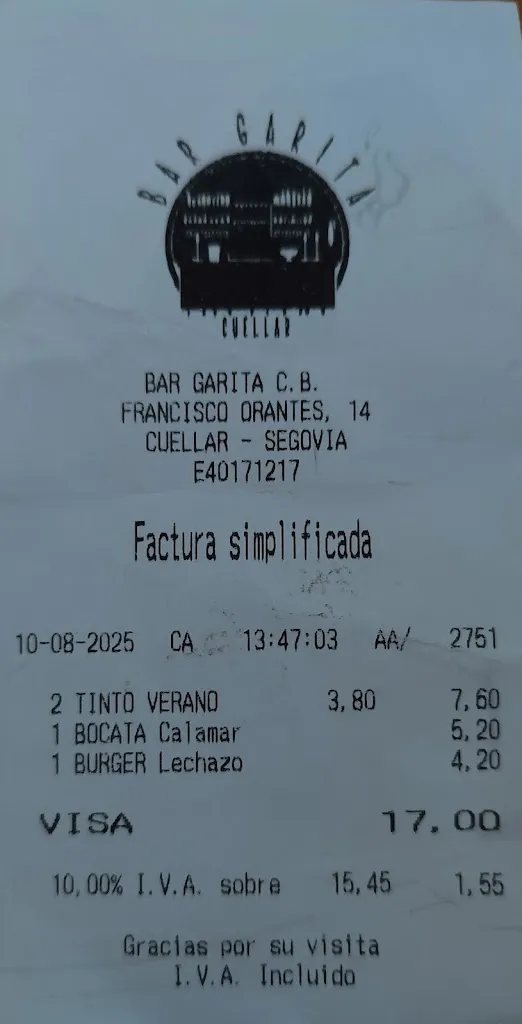 BAR GARITA
CUELLAR
BAR GARITA C.B.
FRANCISCO ORANTES, 14
CUELLAR - SEGOVIA
E40171217
Factura simplificada
10-08-2025 CA 13:47:03 AA/ 2751
2 TINTO VERANO 3,80 7,60
1 BOCATA Calamar 5,20
1 BURGER Lechazo 4,20
VISA 17,00
10,00% I.V.A. sobre 15,45 1,55
Gracias por su visita
I.V.A. Incluido